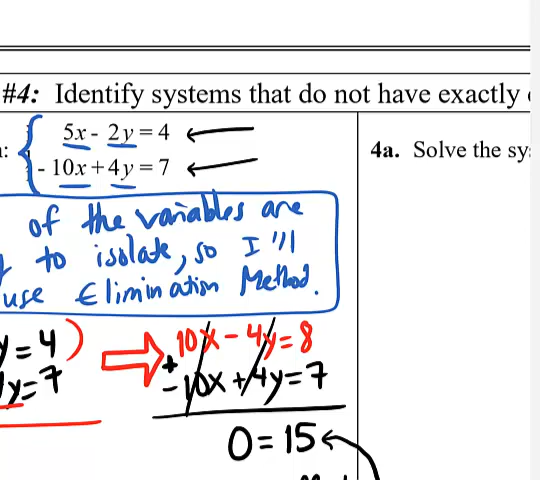 #4: Identify systems that do not have exactly
5x - 2y = 4
- 10x + 4y = 7
4a. Solve the sy
of the variables are
to isolate, so I'll
use Elimination Method.
y = 4 )
y = 7
10x - 4y = 8
+
- 10x + 4y = 7
0 = 15